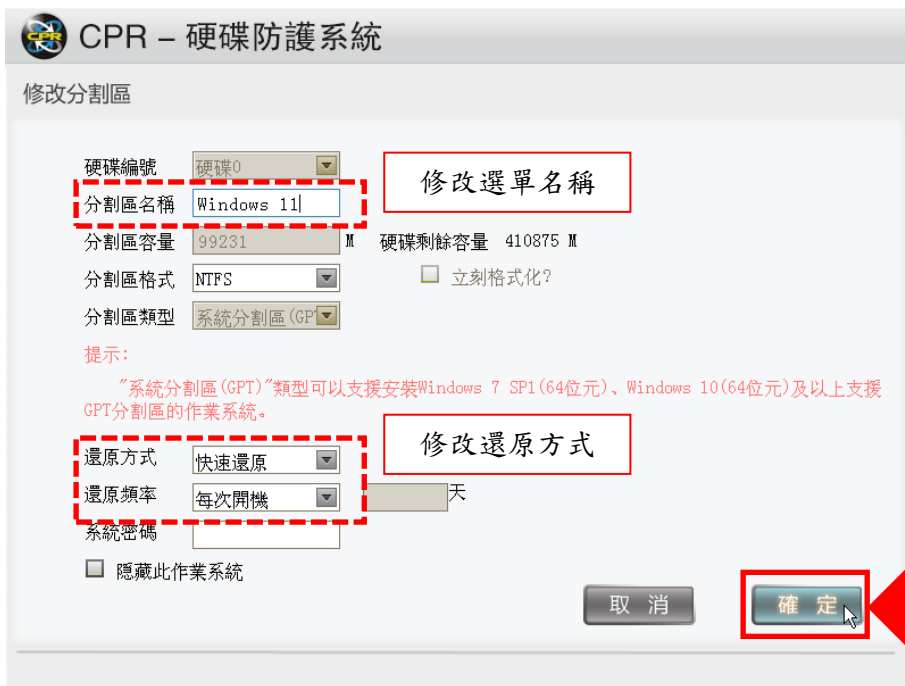 CPR
CPR – 硬碟防護系統
修改分割區
硬碟編號 硬碟0
修改選單名稱
分割區名稱 Windows 11
分割區容量 99231 M 硬碟剩餘容量 410875 M
分割區格式 NTFS 立刻格式化?
分割區類型 系統分割區(GPT
提示:
"系統分割區(GPT)"類型可以支援安裝Windows 7 SP1(64位元)、Windows 10(64位元)及以上支援
GPT分割區的作業系統。
修改還原方式
還原方式 快速還原
還原頻率 每次開機 天
系統密碼
隱藏此作業系統
取 消 確 定